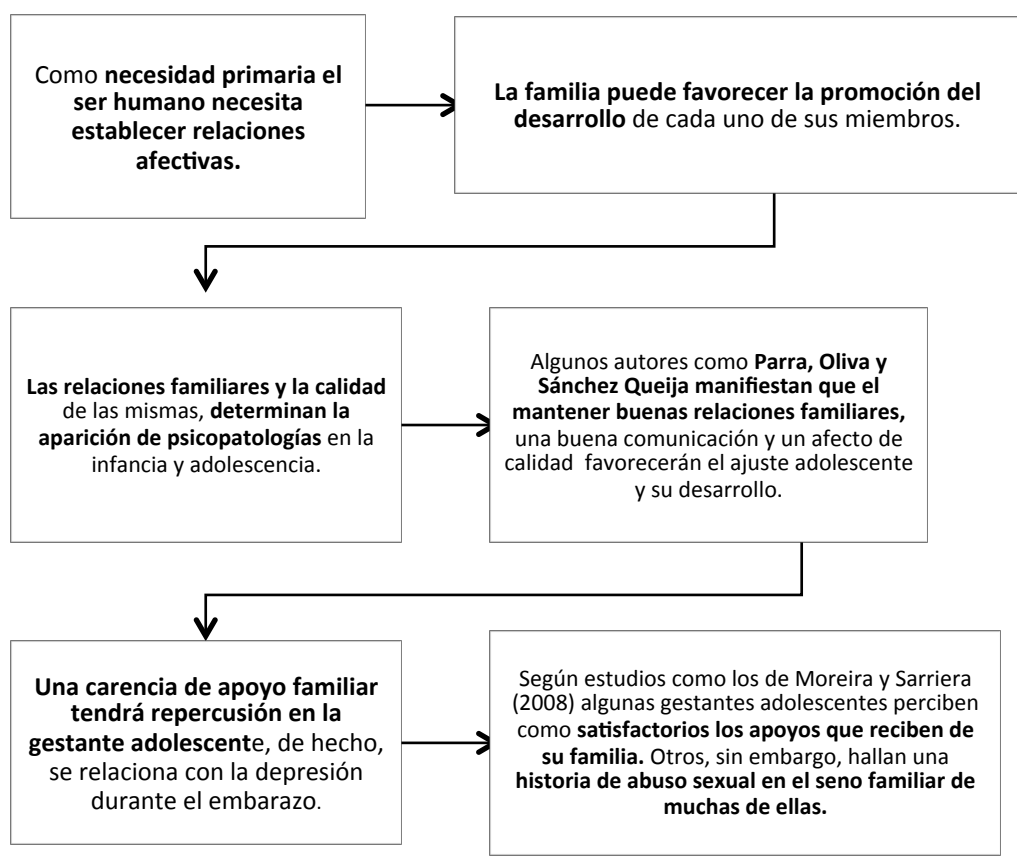 Como necesidad primaria el
ser humano necesita
establecer relaciones
afectivas.
La familia puede favorecer la promoción del
desarrollo de cada uno de sus miembros.
Las relaciones familiares y la calidad
de las mismas, determinan la
aparición de psicopatologías en la
infancia y adolescencia.
Algunos autores como Parra, Oliva y
Sánchez Queija manifiestan que el
mantener buenas relaciones familiares,
una buena comunicación y un afecto de
calidad favorecerán el ajuste adolescente
y su desarrollo.
Una carencia de apoyo familiar
tendrá repercusión en la
gestante adolescente, de hecho,
se relaciona con la depresión
durante el embarazo.
Según estudios como los de Moreira y Sarriera
(2008) algunas gestantes adolescentes perciben
como satisfactorios los apoyos que reciben de
su familia. Otros, sin embargo, hallan una
historia de abuso sexual en el seno familiar de
muchas de ellas.